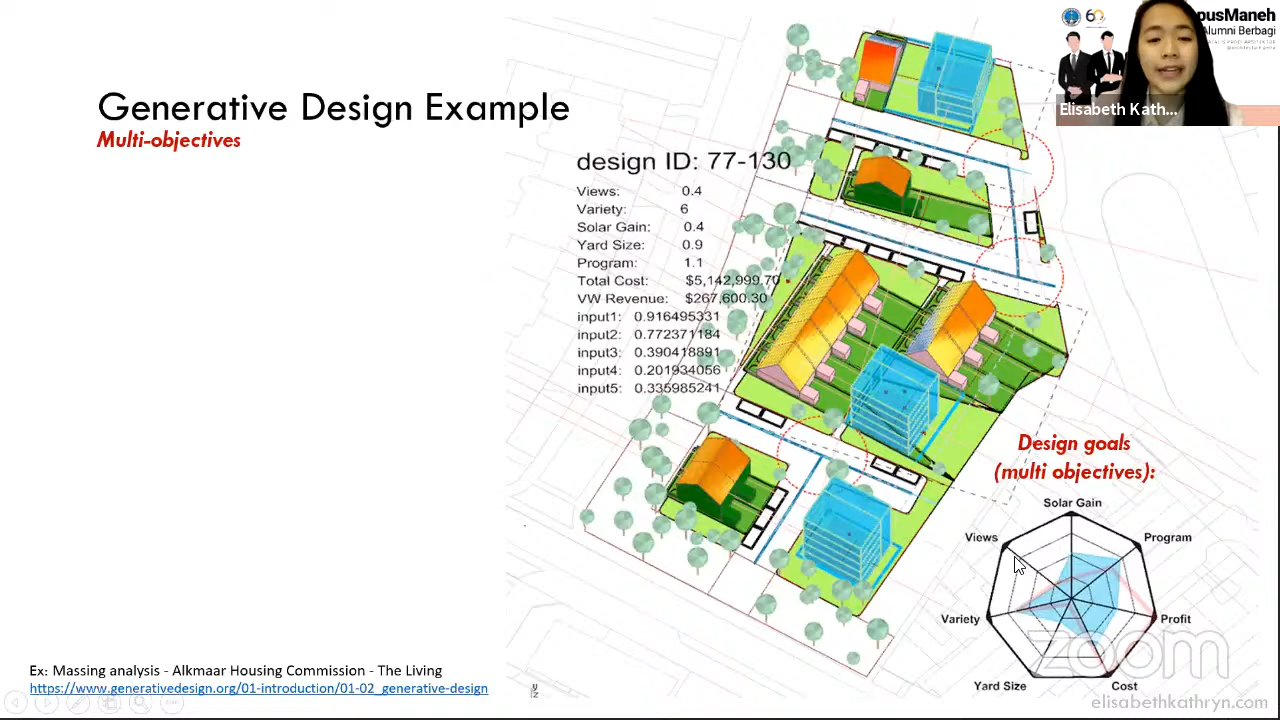 Generative Design Example
Multi-objectives
design ID: 77-130
Views: 0.4
Variety: 6
Solar Gain: 0.4
Yard Size: 0.9
Program: 1.1
Total Cost: $5,142,999.70
VW Revenue: $267,600.30
input1: 0.916495331
input2: 0.772371184
input3: 0.390418891
input4: 0.201934056
input5: 0.335985241
pusManeh
Alumni Berbagi
Elisabeth Kath...
Design goals
(multi objectives):
Solar Gain
Views
Program
Variety
Profit
Yard Size
Cost
zoom
elisabethkathryn.com
Ex: Massing analysis - Alkmaar Housing Commission - The Living
https://www.generativedesign.org/01-introduction/01-02_generative-design